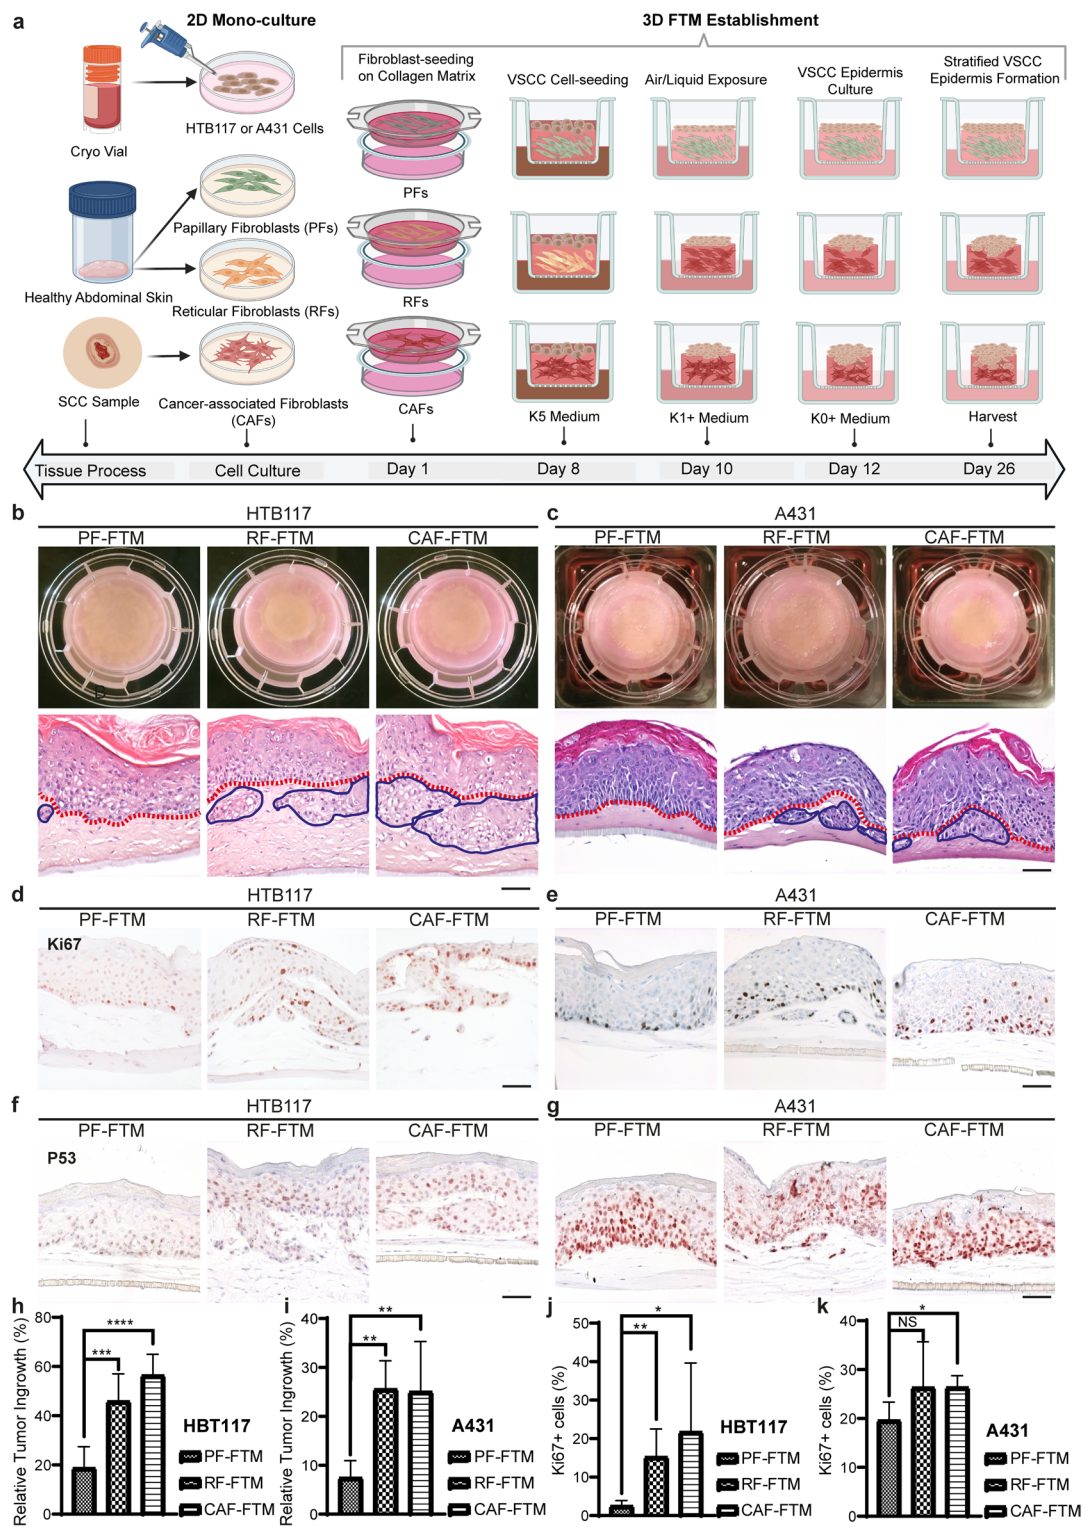 a
2D Mono-culture
3D FTM Establishment
Fibroblast-seeding
on Collagen Matrix
VSCC Cell-seeding
Air/Liquid Exposure
VSCC Epidermis
Culture
Stratified VSCC
Epidermis Formation
HTB117 or A431 Cells
Cryo Vial
PFs
Papillary Fibroblasts (PFs)
Healthy Abdominal Skin
Reticular Fibroblasts (RFs)
RFs
SCC Sample
Cancer-associated Fibroblasts
(CAFs)
CAFs
K5 Medium
K1+ Medium
K0+ Medium
Harvest
Tissue Process
Cell Culture
Day 1
Day 8
Day 10
Day 12
Day 26
b
HTB117
PF-FTM
RF-FTM
CAF-FTM
c
A431
PF-FTM
RF-FTM
CAF-FTM
d
HTB117
PF-FTM
RF-FTM
CAF-FTM
Ki67
e
A431
PF-FTM
RF-FTM
CAF-FTM
f
HTB117
PF-FTM
RF-FTM
CAF-FTM
P53
g
A431
PF-FTM
RF-FTM
CAF-FTM
h
Relative Tumor Ingrowth (%)
80
60
40
20
0
****
***
HBT117
PF-FTM
RF-FTM
CAF-FTM
i
Relative Tumor Ingrowth (%)
40
30
20
10
0
**
**
A431
PF-FTM
RF-FTM
CAF-FTM
j
Ki67+ cells (%)
50
40
30
20
10
0
*
**
HBT117
PF-FTM
RF-FTM
CAF-FTM
k
Ki67+ cells (%)
40
30
20
10
0
*
NS
A431
PF-FTM
RF-FTM
CAF-FTM